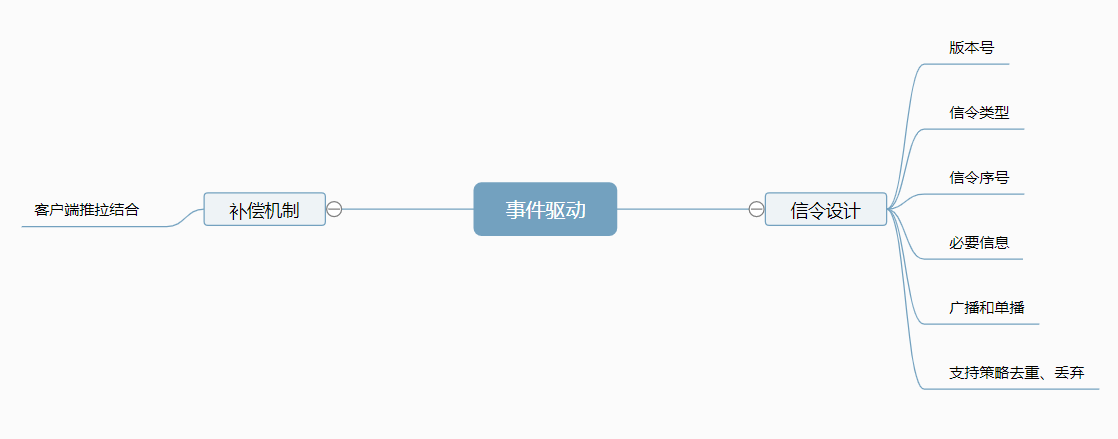 事件驱动
补偿机制
客户端推拉结合
信令设计
版本号
信令类型
信令序号
必要信息
广播和单播
支持策略去重、丢弃